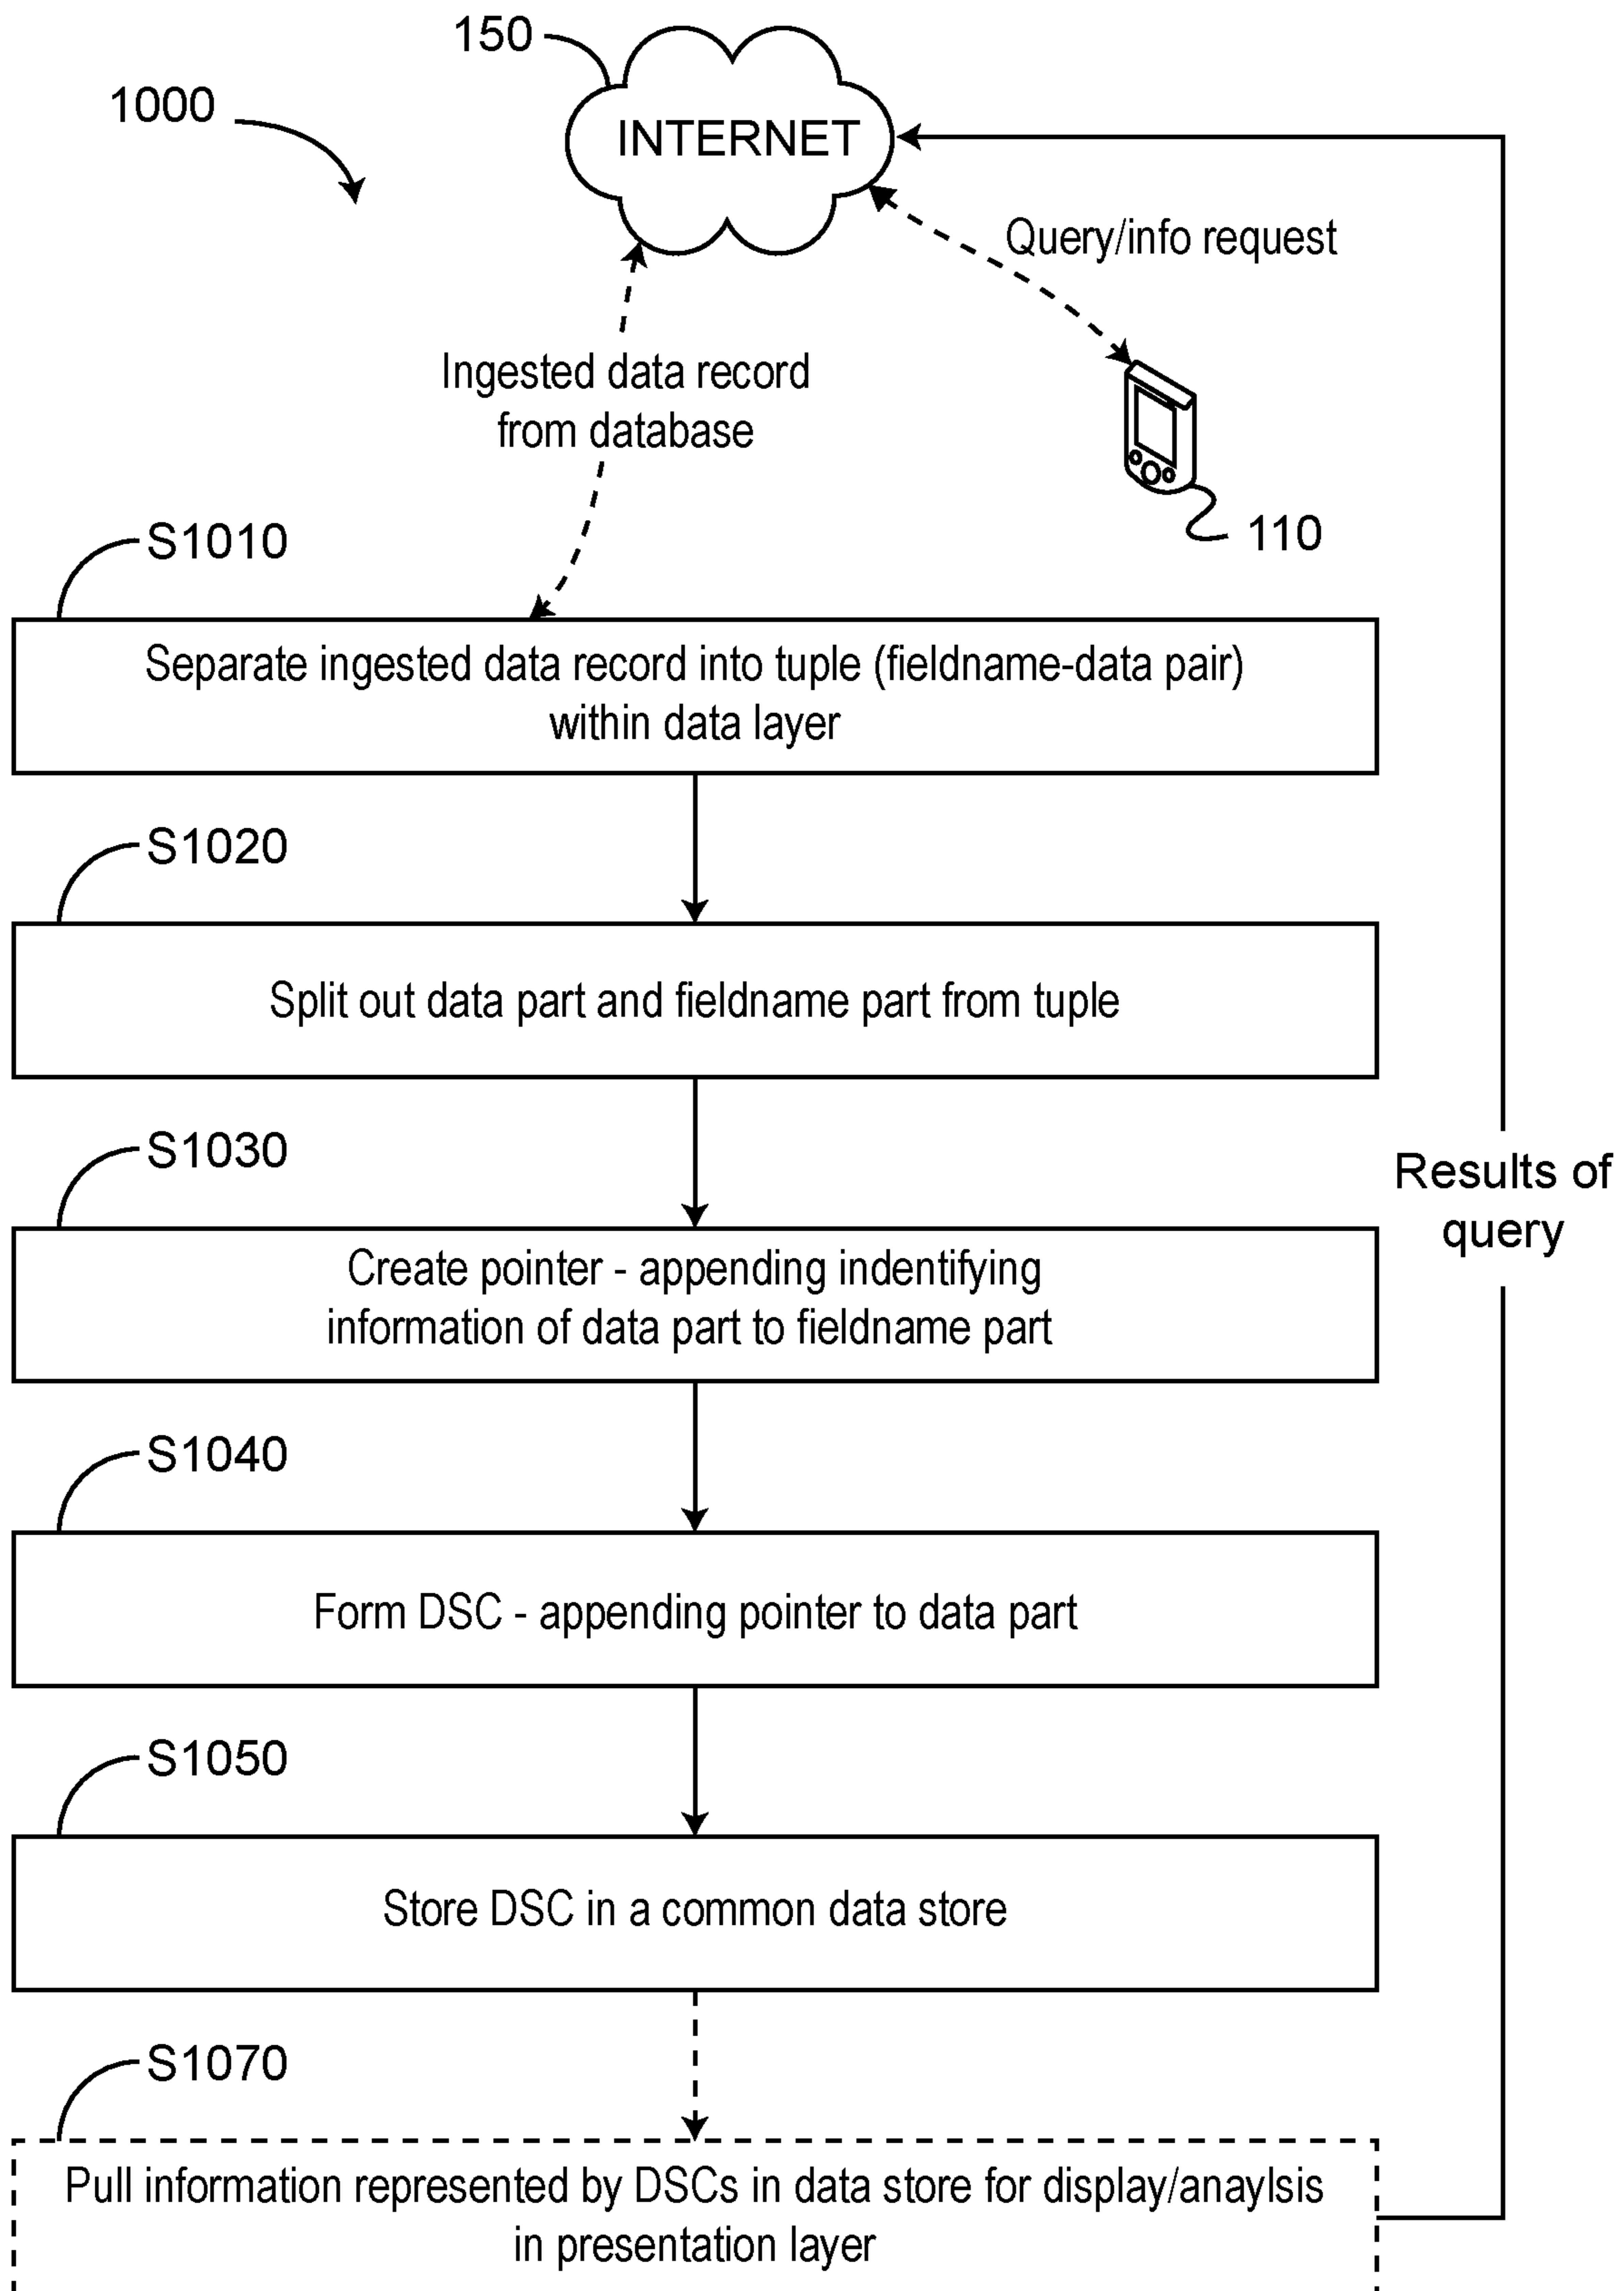 150
1000
INTERNET
Query/info request
Ingested data record
from database
110
S1010
Separate ingested data record into tuple (fieldname-data pair)
within data layer
S1020
Split out data part and fieldname part from tuple
S1030
Create pointer - appending indentifying
information of data part to fieldname part
Results of
query
S1040
Form DSC - appending pointer to data part
S1050
Store DSC in a common data store
S1070
Pull information represented by DSCs in data store for display/anaylsis
in presentation layer